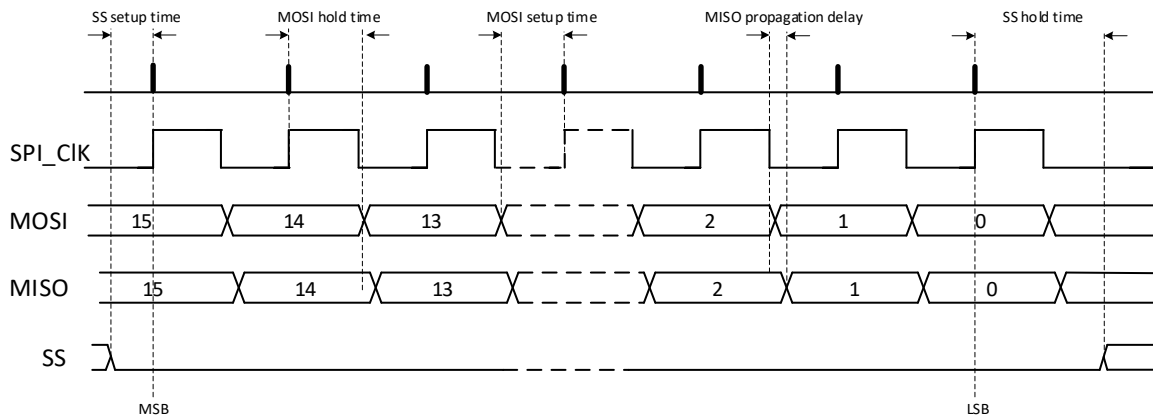 SS setup time MOSI hold time MOSI setup time MISO propagation delay SS hold time
SPI_ClK
MOSI 15 14 13 2 1 0
MISO 15 14 13 2 1 0
SS
MSB LSB